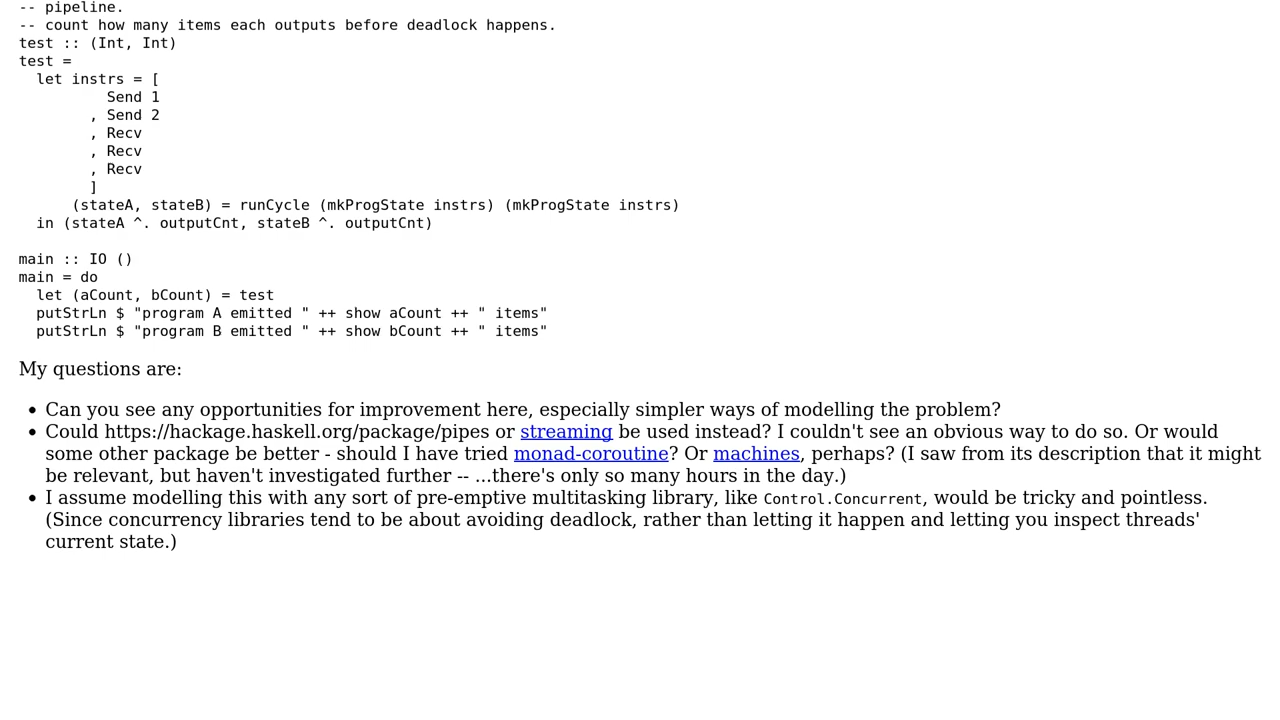 -- pipeline.
-- count how many items each outputs before deadlock happens.
test :: (Int, Int)
test =
  let instrs = [
          Send 1
        , Send 2
        , Recv
        , Recv
        , Recv
        ]
      (stateA, stateB) = runCycle (mkProgState instrs) (mkProgState instrs)
  in (stateA ^. outputCnt, stateB ^. outputCnt)

main :: IO ()
main = do
  let (aCount, bCount) = test
  putStrLn $ "program A emitted " ++ show aCount ++ " items"
  putStrLn $ "program B emitted " ++ show bCount ++ " items"

My questions are:

• Can you see any opportunities for improvement here, especially simpler ways of modelling the problem?
• Could https://hackage.haskell.org/package/pipes or streaming be used instead? I couldn't see an obvious way to do so. Or would
some other package be better - should I have tried monad-coroutine? Or machines, perhaps? (I saw from its description that it might
be relevant, but haven't investigated further -- ...there's only so many hours in the day.)
• I assume modelling this with any sort of pre-emptive multitasking library, like Control.Concurrent, would be tricky and pointless.
(Since concurrency libraries tend to be about avoiding deadlock, rather than letting it happen and letting you inspect threads'
current state.)